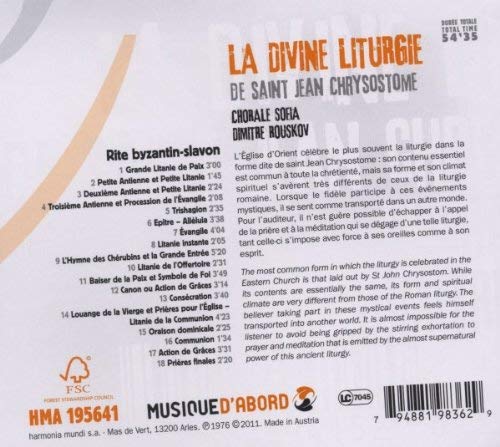 LA DIVINE LITURGIE
DE SAINT JEAN CHRYSOSTOME
DURÉE TOTALE
TOTAL TIME
54'35
CHORALE SOFIA
DIMITRE ROUSKOV
Rite byzantin-slavon
1 Grande Litanie de Paix 3'00
2 Petite Antienne et Petite Litanie 1'45
3 Deuxième Antienne et Petite Litanie 2'24
4 Troisième Antienne et Procession de l'Évangile 2'04
5 Trishagion 2'31
6 Epitre – Alléluia 3'03
7 Évangile 4'04
8 Litanie instante 2'05
9 L'Hymne des Chérubins et la Grande Entrée 5'20
10 Litanie de l'Offertoire 2'31
11 Baiser de la Paix et Symbole de Foi 3'20
12 Canon ou Action de Grâces 3'14
13 Consécration 3'40
14 Louange de la Vierge et Prières pour l'Église –
Litanie de la Communion 4'23
15 Oraison dominicale 2'25
16 Communion 1'34
17 Action de Grâces 3'31
18 Prières finales 2'20
L'Église d'Orient célèbre le plus souvent la liturgie dans la
forme dite de saint Jean Chrysostome : son contenu essentiel
est commun à toute la chrétienté, mais sa forme et son climat
spirituel s'avèrent très différents de ceux de la liturgie
romaine. Lorsque le fidèle participe à ces événements
mystiques, il se sent comme transporté dans un autre monde.
Pour l'auditeur, il n'est guère possible d'échapper à l'appel
de la prière et à la méditation qui se dégage d'une telle liturgie,
tant celle-ci s'impose avec force à ses oreilles comme à son
esprit.
The most common form in which the liturgy is celebrated in the
Eastern Church is that laid out by St John Chrysostom. While
its contents are essentially the same, its form and spiritual
climate are very different from those of the Roman liturgy. The
believer taking part in these mystical events feels himself
transported into another world. It is almost impossible for the
listener to avoid being gripped by the stirring exhortation to
prayer and meditation that is emitted by the almost supernatural
power of this ancient liturgy.
FSC
FOREST STEWARDSHIP COUNCIL
HMA 195641
MUSIQUE D'ABORD
LC 7045
harmonia mundi s.a. - Mas de Vert, 13200 Arles. ℗ 1976 © 2011. Made in Austria
7 94881 98362 9